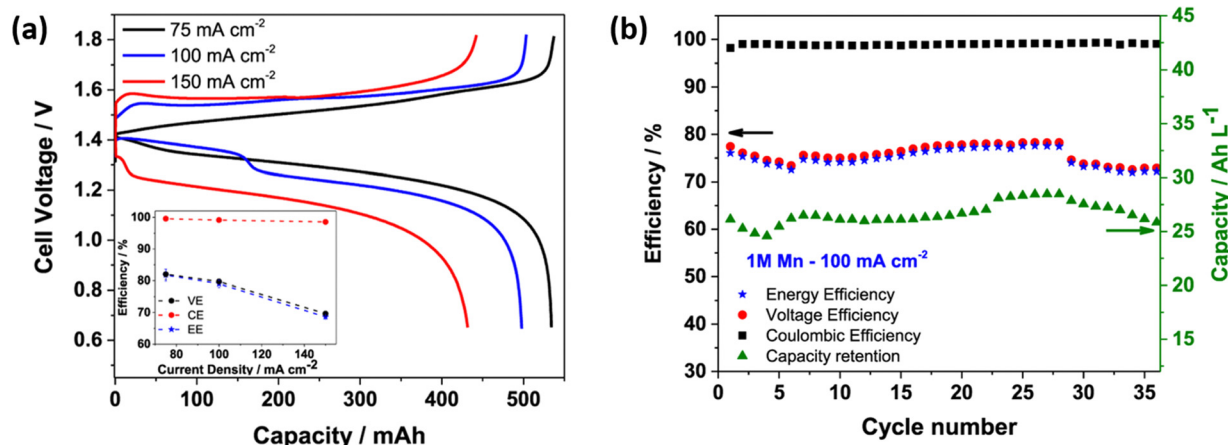 (a)
75 mA cm-2
100 mA cm-2
150 mA cm-2
Cell Voltage / V
1.8
1.6
1.4
1.2
1.0
0.8
0.6
0 100 200 300 400 500
Capacity / mAh
Efficiency / %
100
90
80
70
60
VE
CE
EE
80 100 120 140
Current Density / mA cm-2
(b)
Efficiency / %
100
90
80
70
60
50
40
30
1M Mn - 100 mA cm-2
Energy Efficiency
Voltage Efficiency
Coulombic Efficiency
Capacity retention
0 5 10 15 20 25 30 35
Cycle number
45
40
35
30
25
20
15
Capacity / Ah L-1